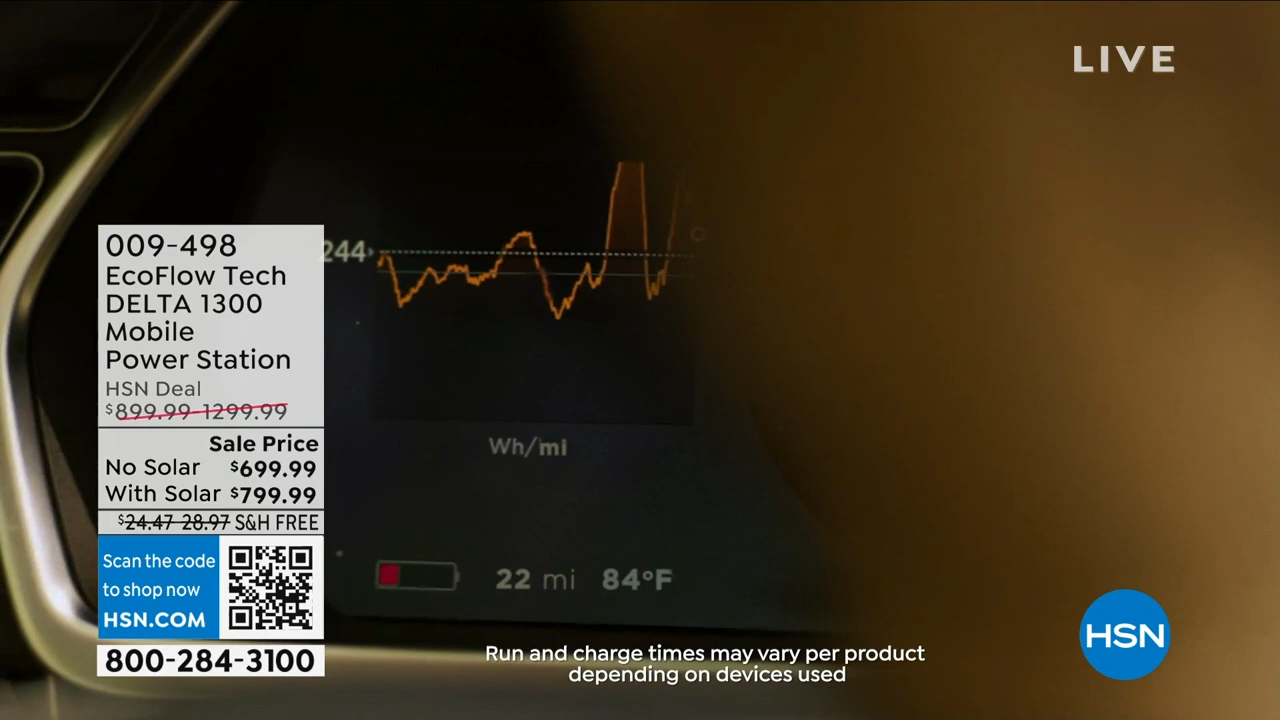 LIVE
009-498
EcoFlow Tech
DELTA 1300
Mobile
Power Station
HSN Deal
$899.99-1299.99
Sale Price
No Solar $699.99
With Solar $799.99
$24.47-28.97 S&H FREE
Scan the code
to shop now
HSN.COM
800-284-3100
244
Wh/mi
22 mi 84°F
Run and charge times may vary per product
depending on devices used
HSN